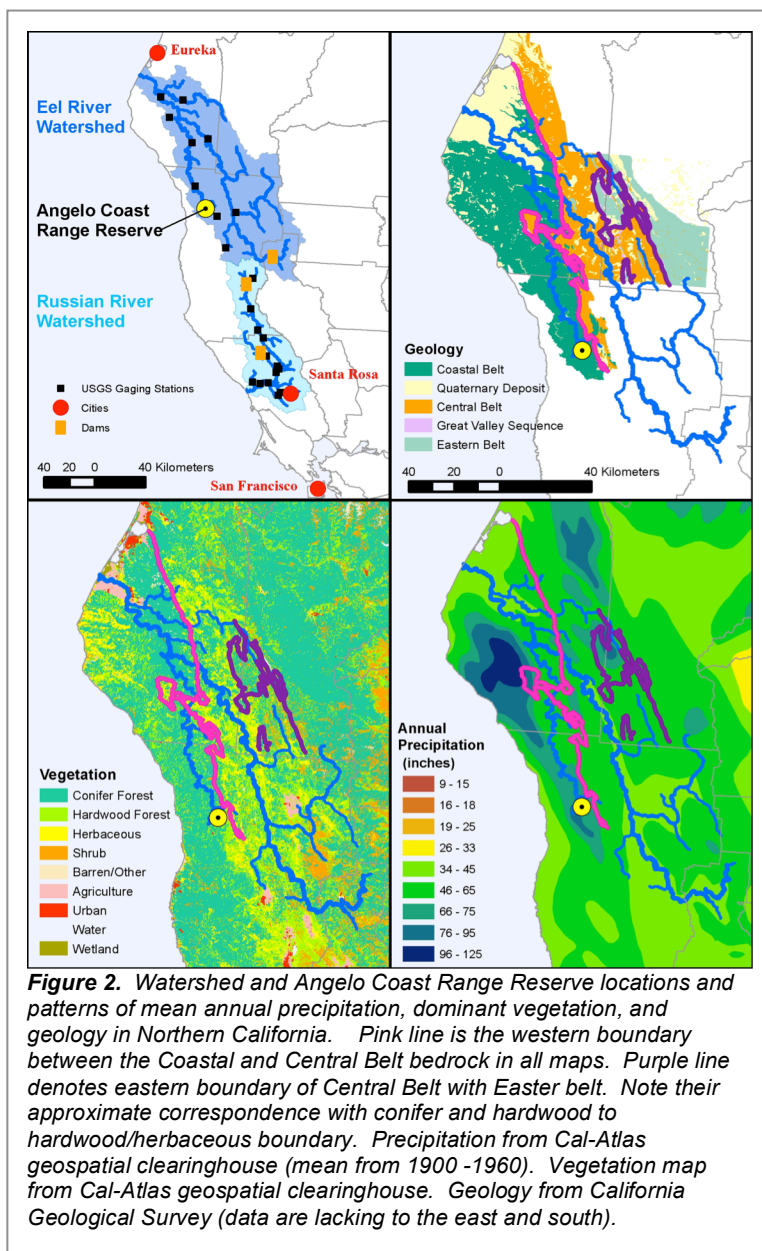 Eureka
Eel River
Watershed
Angelo Coast
Range Reserve
Russian River
Watershed
Santa Rosa
USGS Gaging Stations
Cities
Dams
40 20 0 40 Kilometers
San Francisco
Geology
Coastal Belt
Quaternary Deposit
Central Belt
Great Valley Sequence
Eastern Belt
40 20 0 40 Kilometers
Vegetation
Conifer Forest
Hardwood Forest
Herbaceous
Shrub
Barren/Other
Agriculture
Urban
Water
Wetland
Annual
Precipitation
(inches)
9 - 15
16 - 18
19 - 25
26 - 33
34 - 45
46 - 65
66 - 75
76 - 95
96 - 125
Figure 2. Watershed and Angelo Coast Range Reserve locations and
patterns of mean annual precipitation, dominant vegetation, and
geology in Northern California. Pink line is the western boundary
between the Coastal and Central Belt bedrock in all maps. Purple line
denotes eastern boundary of Central Belt with Easter belt. Note their
approximate correspondence with conifer and hardwood to
hardwood/herbaceous boundary. Precipitation from Cal-Atlas
geospatial clearinghouse (mean from 1900 -1960). Vegetation map
from Cal-Atlas geospatial clearinghouse. Geology from California
Geological Survey (data are lacking to the east and south).